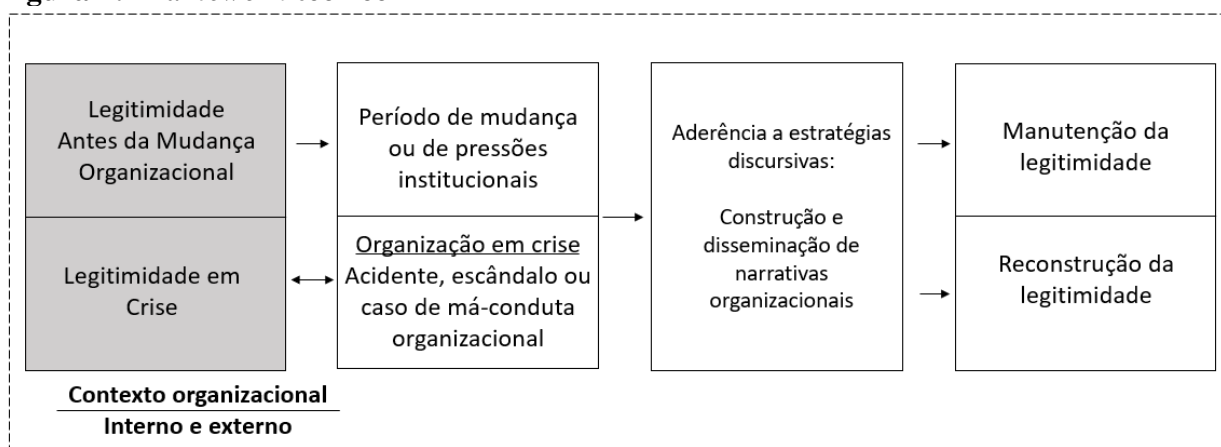 Legitimidade
Antes da Mudança
Organizacional
Legitimidade em
Crise
Período de mudança
ou de pressões
institucionais
Organização em crise
Acidente, escândalo ou
caso de má-conduta
organizacional
Aderência a estratégias
discursivas:
Construção e
disseminação de
narrativas
organizacionais
Manutenção da
legitimidade
Reconstrução da
legitimidade
Contexto organizacional
Interno e externo